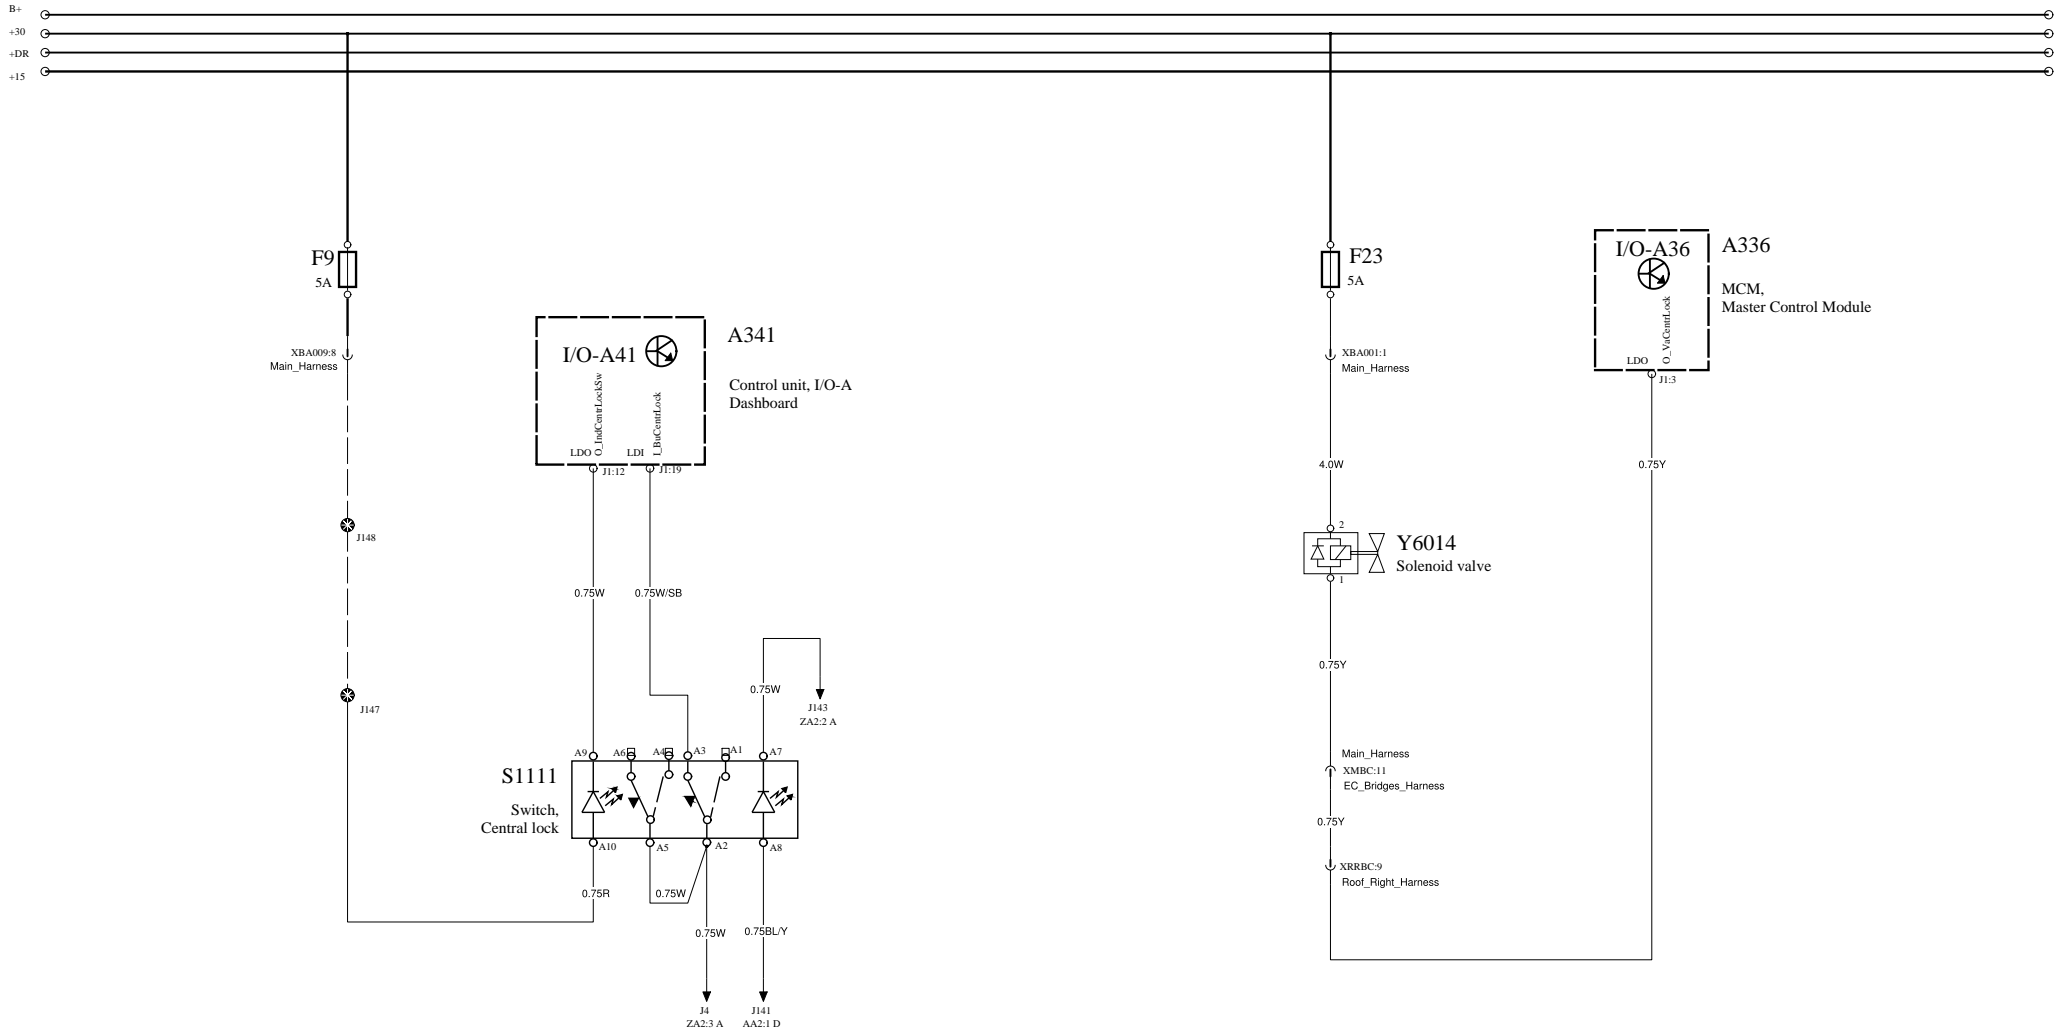 B+
+30
+DR
+15
F9
5A
XBA009:8
Main_Harness
J148
J147
I/O-A41
O_IndCentrLockSw
I_BuCentrLock
LDO
LDI
J1:12
J1:19
A341
Control unit, I/O-A
Dashboard
0.75W
0.75W/SB
0.75W
J143
ZA2:2 A
A9
A6
A4
A3
A1
A7
S1111
Switch,
Central lock
A10
A5
A2
A8
0.75R
0.75W
0.75W
0.75BL/Y
J4
ZA2:3 A
J141
AA2:1 D
F23
5A
XBA001:1
Main_Harness
4.0W
2
Y6014
Solenoid valve
1
0.75Y
Main_Harness
XMBC:11
EC_Bridges_Harness
0.75Y
XRRBC:9
Roof_Right_Harness
I/O-A36
O_VaCentrLock
LDO
J1:3
A336
MCM,
Master Control Module
0.75Y